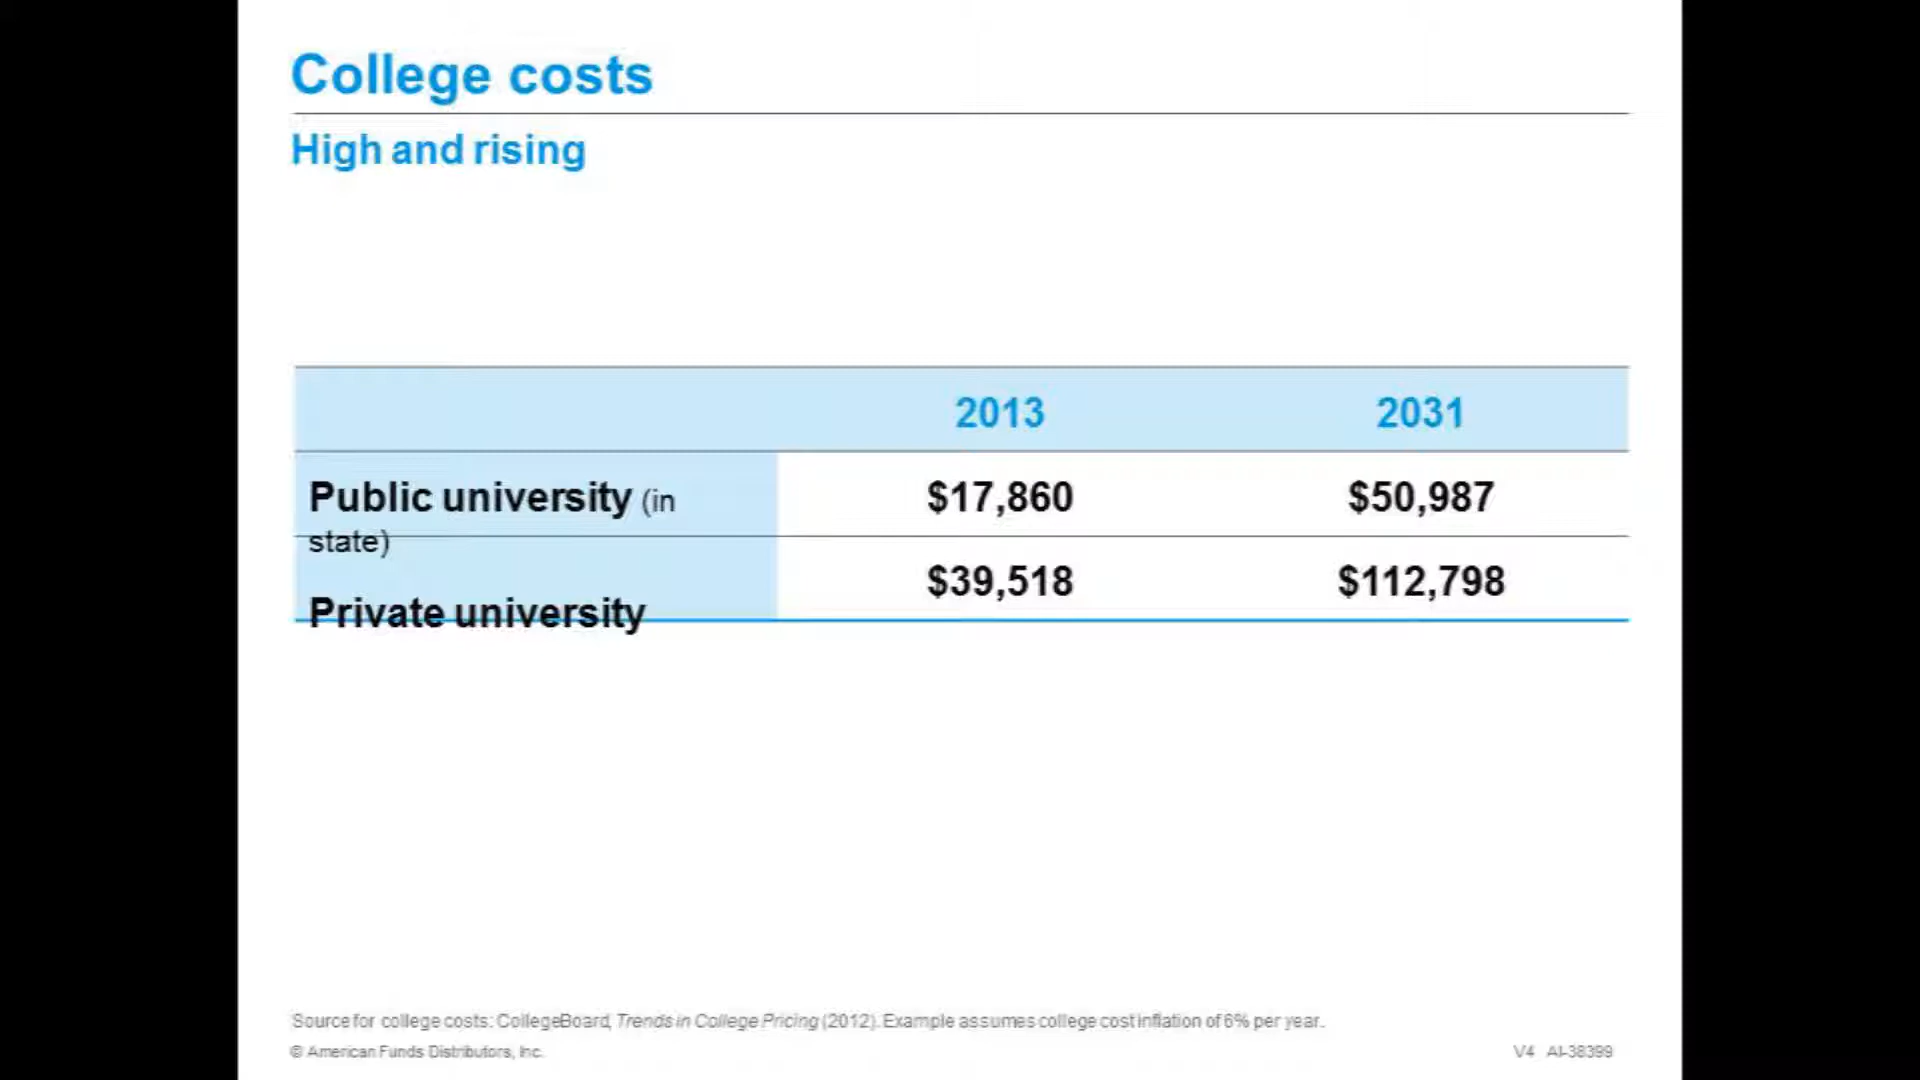 College costs
High and rising
2013 2031
Public university (in state) $17,860 $50,987
Private university $39,518 $112,798
Source for college costs: CollegeBoard, Trends in College Pricing (2012). Example assumes college cost inflation of 6% per year.
© American Funds Distributors, Inc. V4 AI-38399